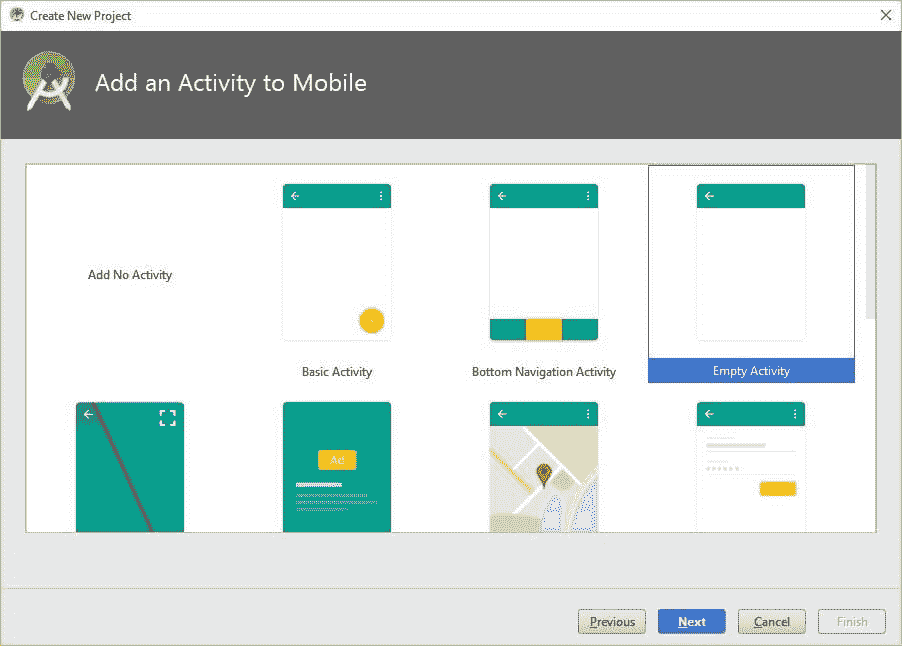 Create New Project
Add an Activity to Mobile
Add No Activity
Basic Activity
Bottom Navigation Activity
Empty Activity
Ad
Previous
Next
Cancel
Finish